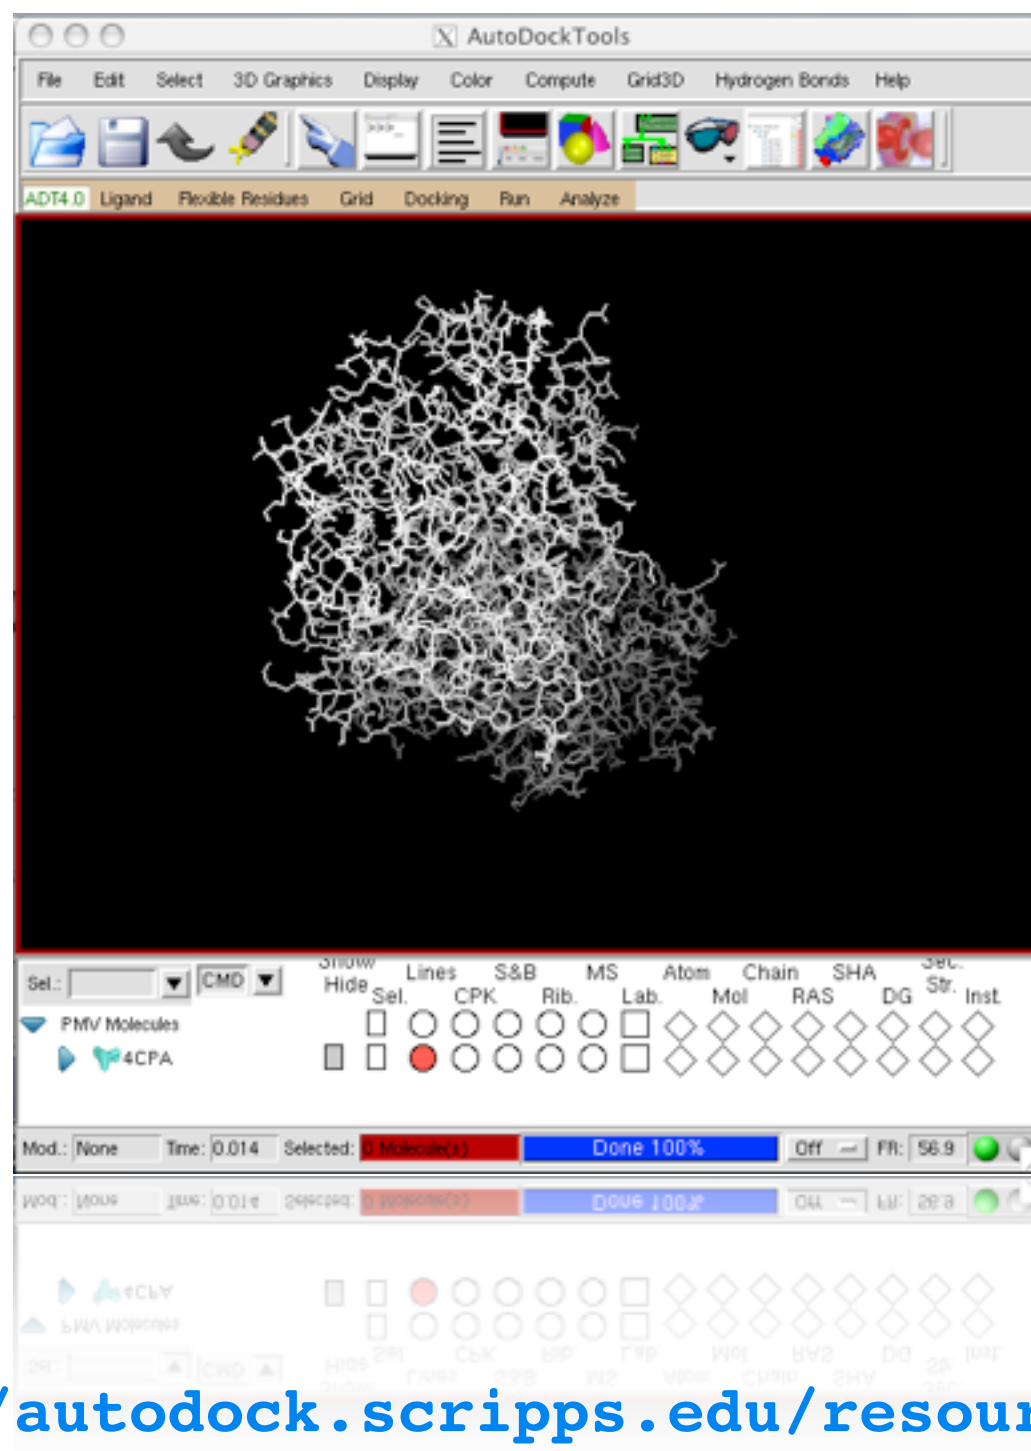 AutoDockTools
File Edit Select 3D Graphics Display Color Compute Grid3D Hydrogen Bonds Help
>>>_
ADT4.0 Ligand Flexible Residues Grid Docking Run Analyze
Show Lines S&B MS Atom Chain SHA Sec.
Sel.: CMD Hide Sel. CPK Rib. Lab. Mol RAS DG Str. Inst.
PMV Molecules
4CPA
Mod.: None Time: 0.014 Selected: 0 Molecule(s) Done 100% Off FR: 56.9
/autodock.scripps.edu/resour